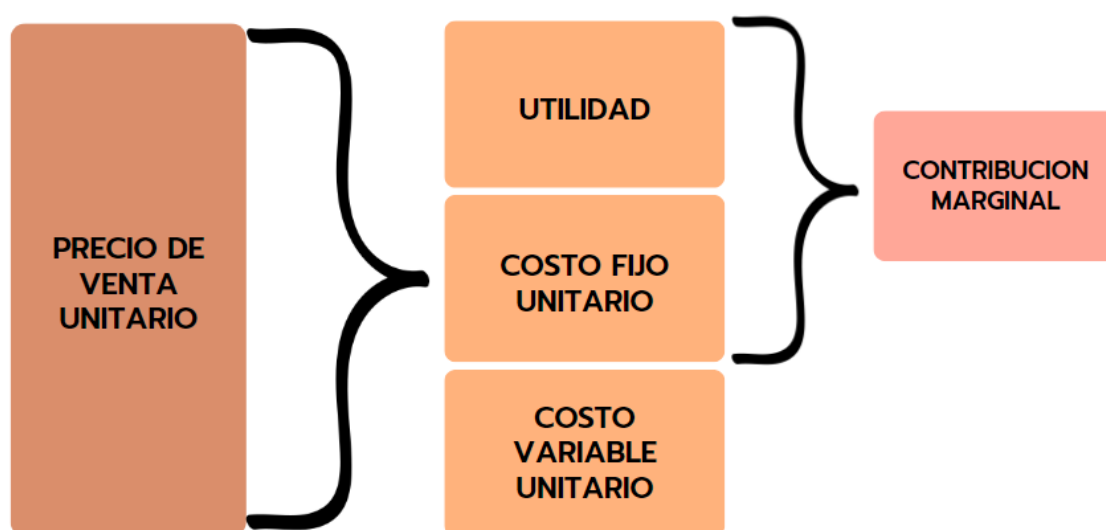 PRECIO DE
VENTA
UNITARIO
UTILIDAD
COSTO FIJO
UNITARIO
COSTO
VARIABLE
UNITARIO
CONTRIBUCION
MARGINAL